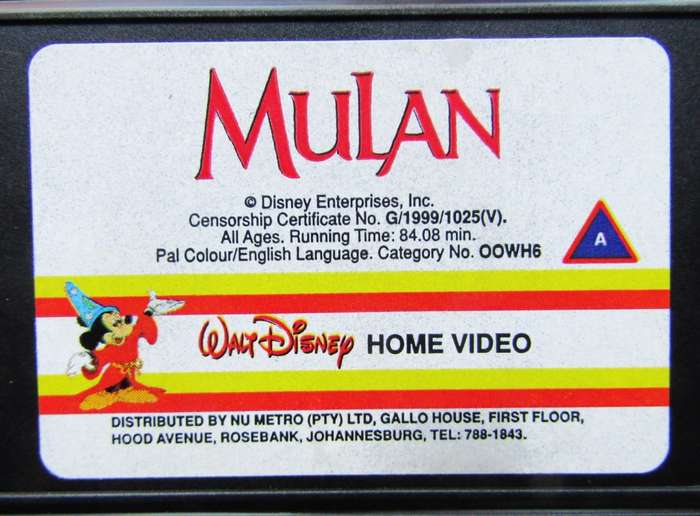 MULAN
© Disney Enterprises, Inc.
Censorship Certificate No. G/1999/1025(V).
All Ages. Running Time: 84.08 min.
Pal Colour/English Language. Category No. OOWH6
A
WALT DISNEY HOME VIDEO
DISTRIBUTED BY NU METRO (PTY) LTD, GALLO HOUSE, FIRST FLOOR,
HOOD AVENUE, ROSEBANK, JOHANNESBURG, TEL: 788-1843.